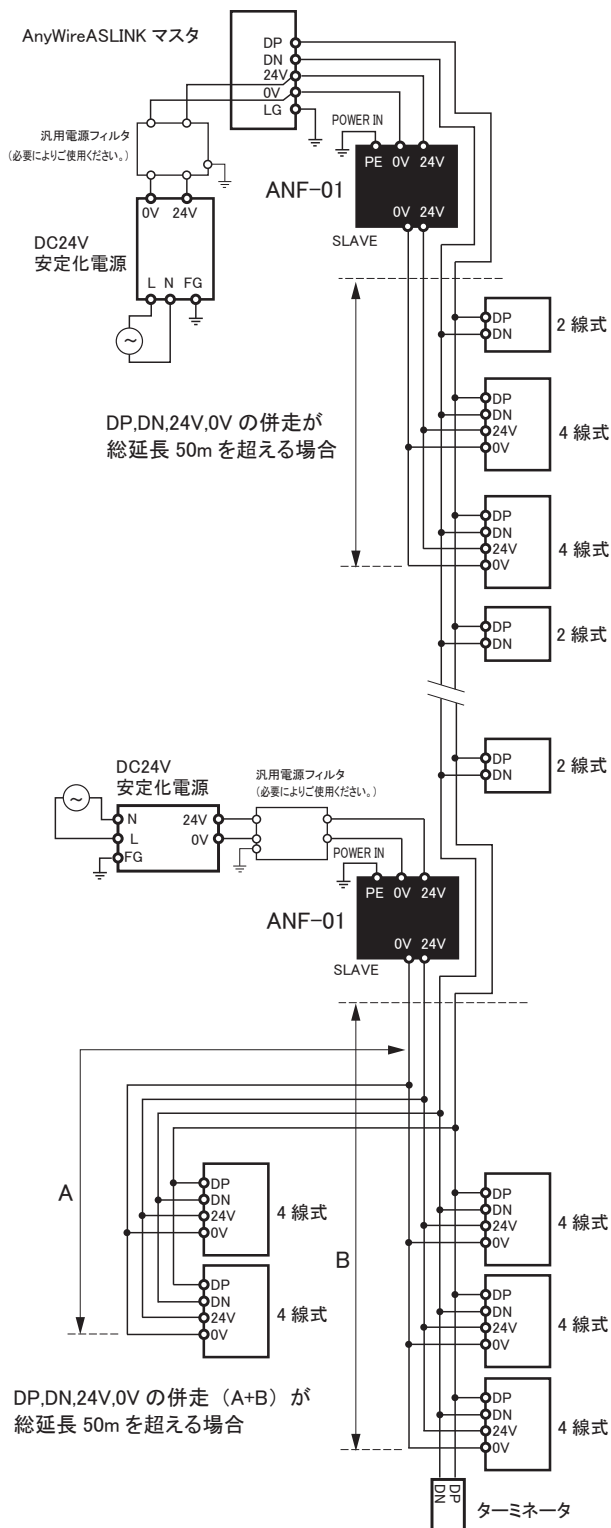 AnyWireASLINK マスタ
DP
DN
24V
0V
LG
汎用電源フィルタ
(必要によりご使用ください。)
0V 24V
DC24V
安定化電源
L N FG
POWER IN
PE 0V 24V
ANF-01
0V 24V
SLAVE
DP
DN
2 線式
DP,DN,24V,0V の併走が
総延長 50m を超える場合
DP
DN
24V
0V
4 線式
DP
DN
24V
0V
4 線式
DP
DN
2 線式
DP
DN
2 線式
DC24V
安定化電源
N
L
FG
24V
0V
汎用電源フィルタ
(必要によりご使用ください。)
POWER IN
PE 0V 24V
ANF-01
0V 24V
SLAVE
A
B
DP
DN
24V
0V
4 線式
DP
DN
24V
0V
4 線式
DP
DN
24V
0V
4 線式
DP
DN
24V
0V
4 線式
DP
DN
24V
0V
4 線式
DP,DN,24V,0V の併走（A+B）が
総延長 50m を超える場合
DN
DP
ターミネータ